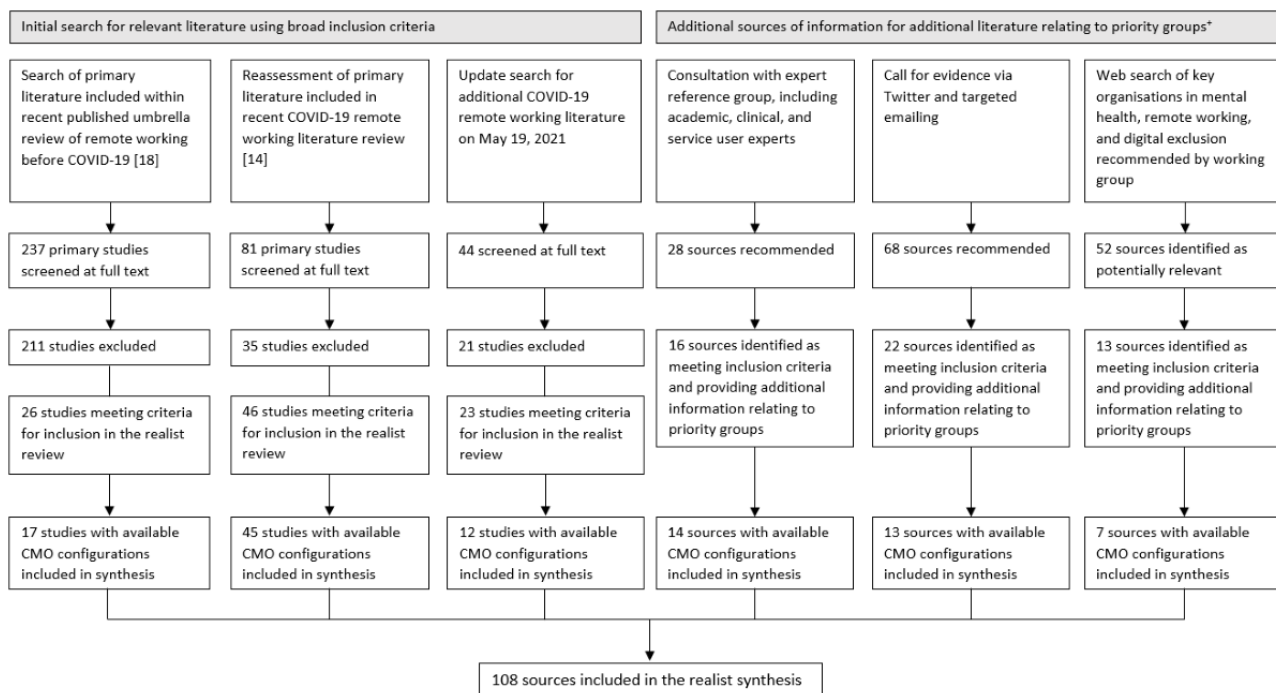 Initial search for relevant literature using broad inclusion criteria
Additional sources of information for additional literature relating to priority groups⁺
Search of primary
literature included within
recent published umbrella
review of remote working
before COVID-19 [18]
Reassessment of primary
literature included in
recent COVID-19 remote
working literature review
[14]
Update search for
additional COVID-19
remote working literature
on May 19, 2021
Consultation with expert
reference group, including
academic, clinical, and
service user experts
Call for evidence via
Twitter and targeted
emailing
Web search of key
organisations in mental
health, remote working,
and digital exclusion
recommended by working
group
237 primary studies
screened at full text
81 primary studies
screened at full text
44 screened at full text
28 sources recommended
68 sources recommended
52 sources identified as
potentially relevant
211 studies excluded
35 studies excluded
21 studies excluded
16 sources identified as
meeting inclusion criteria
and providing additional
information relating to
priority groups
22 sources identified as
meeting inclusion criteria
and providing additional
information relating to
priority groups
13 sources identified as
meeting inclusion criteria
and providing additional
information relating to
priority groups
26 studies meeting criteria
for inclusion in the realist
review
46 studies meeting criteria
for inclusion in the realist
review
23 studies meeting criteria
for inclusion in the realist
review
17 studies with available
CMO configurations
included in synthesis
45 studies with available
CMO configurations
included in synthesis
12 studies with available
CMO configurations
included in synthesis
14 sources with available
CMO configurations
included in synthesis
13 sources with available
CMO configurations
included in synthesis
7 sources with available
CMO configurations
included in synthesis
108 sources included in the realist synthesis